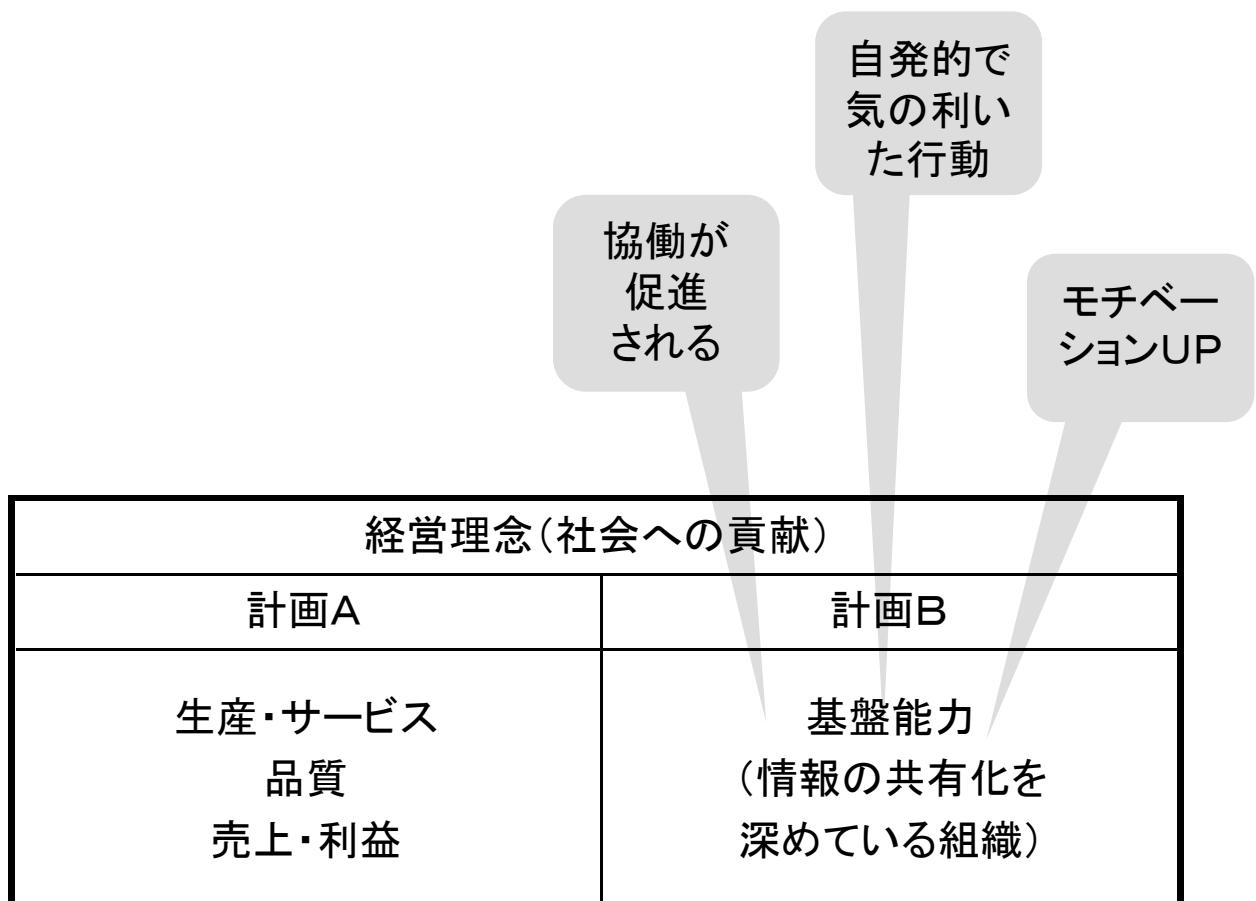 自発的で
気の利い
た行動
協働が
促進
される
モチベー
ションUP
経営理念(社会への貢献)
計画A
計画B
生産・サービス
品質
売上・利益
基盤能力
(情報の共有化を
深めている組織)